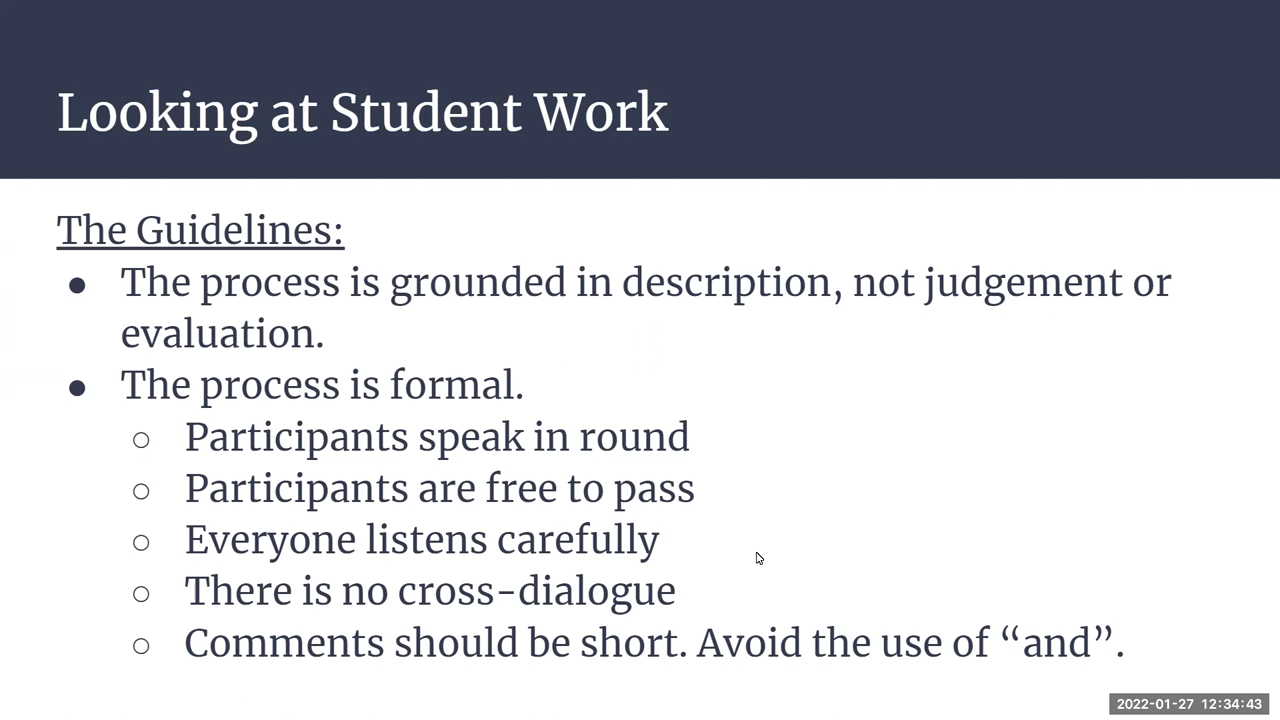 Looking at Student Work
The Guidelines:
● The process is grounded in description, not judgement or
evaluation.
● The process is formal.
○ Participants speak in round
○ Participants are free to pass
○ Everyone listens carefully
○ There is no cross-dialogue
○ Comments should be short. Avoid the use of “and”.
2022-01-27 12:34:43